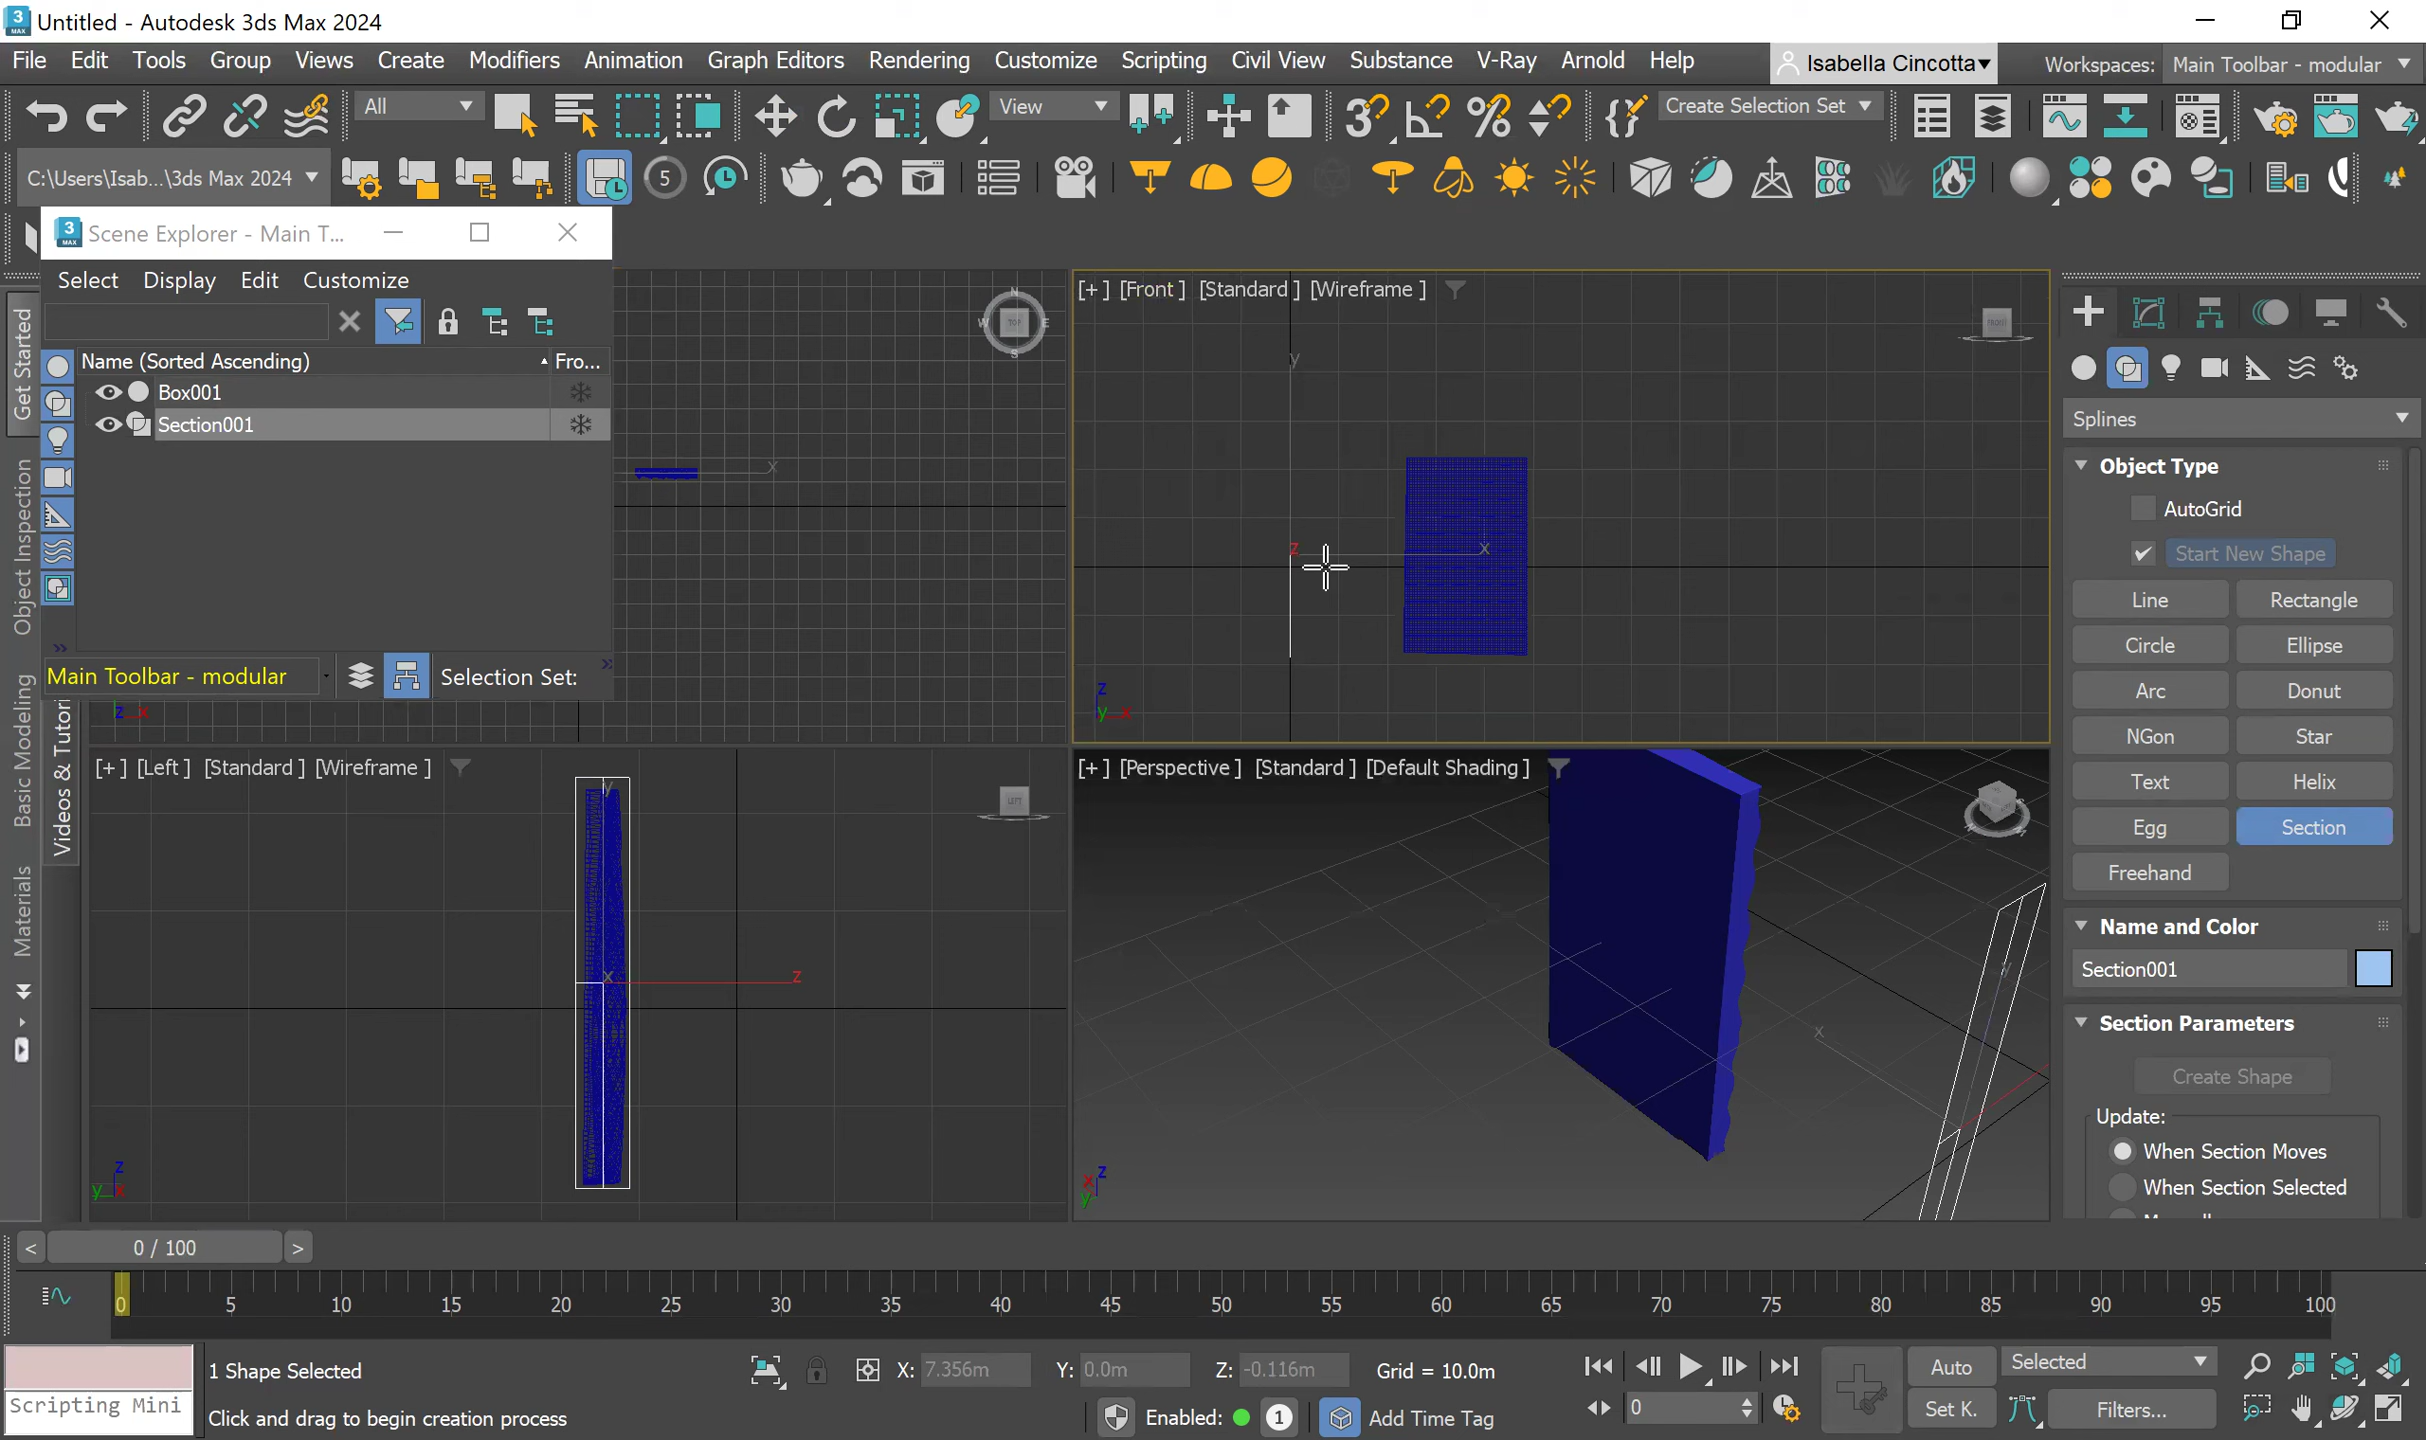 Untitled - Autodesk 3ds Max 2024
File Edit Tools Group Views Create Modifiers Animation Graph Editors Rendering Customize Scripting Civil View Substance V-Ray Arnold Help Isabella Cincotta Workspaces: Main Toolbar - modular
All View Create Selection Set
C:\Users\Isab...\3ds Max 2024 5
Scene Explorer - Main T...
Select Display Edit Customize
Name (Sorted Ascending) Fro...
Box001
Section001
Main Toolbar - modular Selection Set:
Get Started
Object Inspection
Basic Modeling
Materials
Videos & Tutori
[+] [Front] [Standard] [Wireframe]
[+] [Left] [Standard] [Wireframe]
[+] [Perspective] [Standard] [Default Shading]
TOP
N
W E
S
FRONT
LEFT
Splines
Object Type
AutoGrid
Start New Shape
Line Rectangle
Circle Ellipse
Arc Donut
NGon Star
Text Helix
Egg Section
Freehand
Name and Color
Section001
Section Parameters
Create Shape
Update:
When Section Moves
When Section Selected
< 0 / 100 >
0 5 10 15 20 25 30 35 40 45 50 55 60 65 70 75 80 85 90 95 100
1 Shape Selected X: 7.356m Y: 0.0m Z: -0.116m Grid = 10.0m Auto Selected
Scripting Mini Click and drag to begin creation process Enabled: 1 Add Time Tag 0 Set K. Filters...